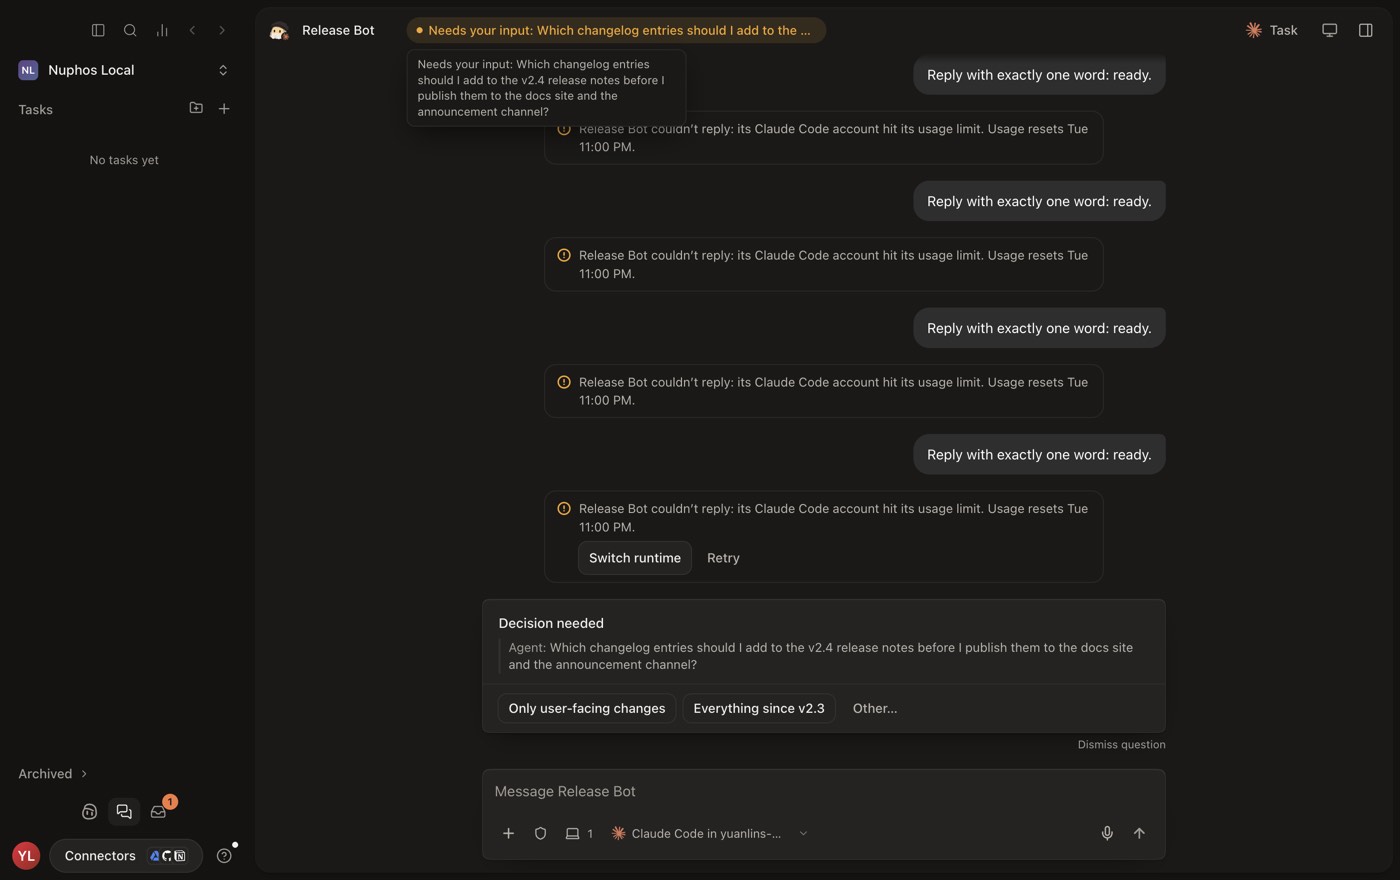 Release Bot
Needs your input: Which changelog entries should I add to the ...
Task
NL
Nuphos Local
Tasks
No tasks yet
Needs your input: Which changelog entries
should I add to the v2.4 release notes before I
publish them to the docs site and the
announcement channel?
Reply with exactly one word: ready.
Release Bot couldn't reply: its Claude Code account hit its usage limit. Usage resets Tue
11:00 PM.
Reply with exactly one word: ready.
Release Bot couldn't reply: its Claude Code account hit its usage limit. Usage resets Tue
11:00 PM.
Reply with exactly one word: ready.
Release Bot couldn't reply: its Claude Code account hit its usage limit. Usage resets Tue
11:00 PM.
Reply with exactly one word: ready.
Release Bot couldn't reply: its Claude Code account hit its usage limit. Usage resets Tue
11:00 PM.
Switch runtime
Retry
Decision needed
Agent: Which changelog entries should I add to the v2.4 release notes before I publish them to the docs site
and the announcement channel?
Only user-facing changes
Everything since v2.3
Other...
Dismiss question
Message Release Bot
1
Claude Code in yuanlins-...
Archived
1
YL
Connectors